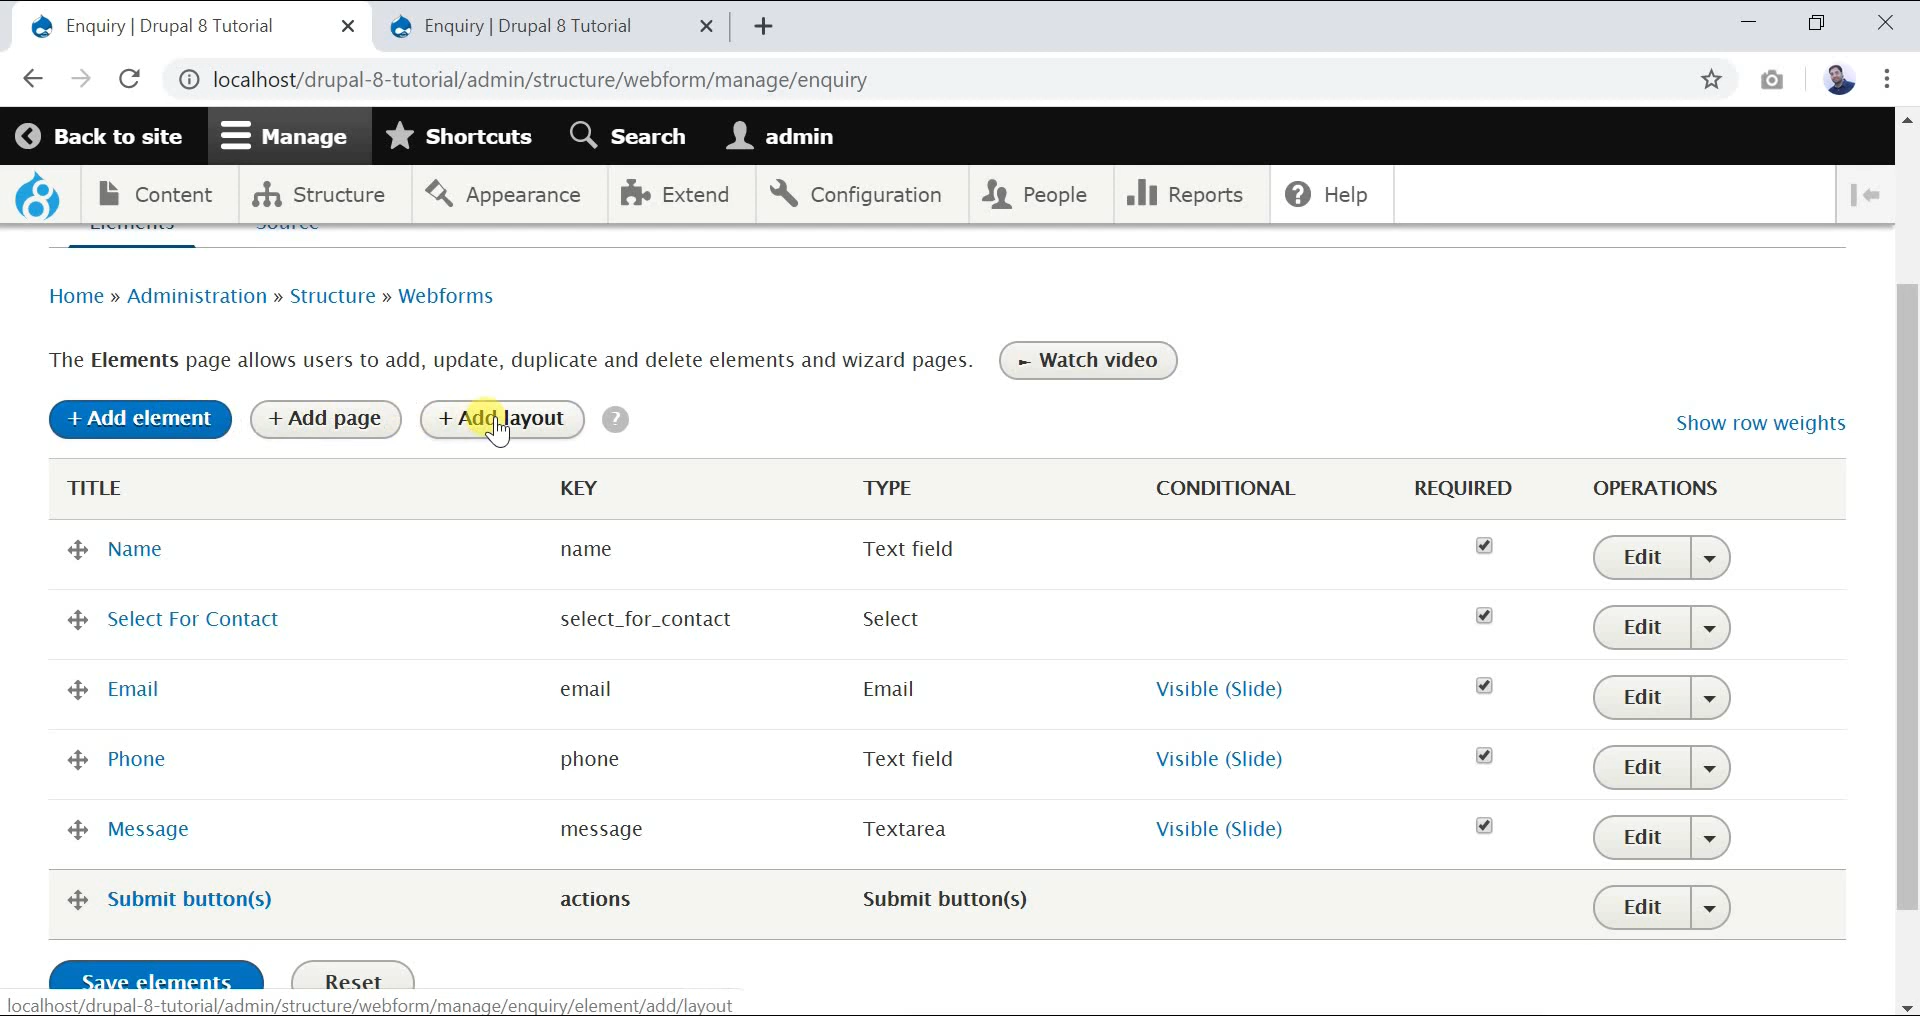 Enquiry | Drupal 8 Tutorial
Enquiry | Drupal 8 Tutorial
localhost/drupal-8-tutorial/admin/structure/webform/manage/enquiry
Back to site Manage Shortcuts Search admin
Content Structure Appearance Extend Configuration People Reports Help
Elements Source
Home » Administration » Structure » Webforms
The Elements page allows users to add, update, duplicate and delete elements and wizard pages. ► Watch video
+ Add element + Add page + Add layout ? Show row weights
TITLE KEY TYPE CONDITIONAL REQUIRED OPERATIONS
Name name Text field Edit
Select For Contact select_for_contact Select Edit
Email email Email Visible (Slide) Edit
Phone phone Text field Visible (Slide) Edit
Message message Textarea Visible (Slide) Edit
Submit button(s) actions Submit button(s) Edit
Save elements Reset
localhost/drupal-8-tutorial/admin/structure/webform/manage/enquiry/element/add/layout